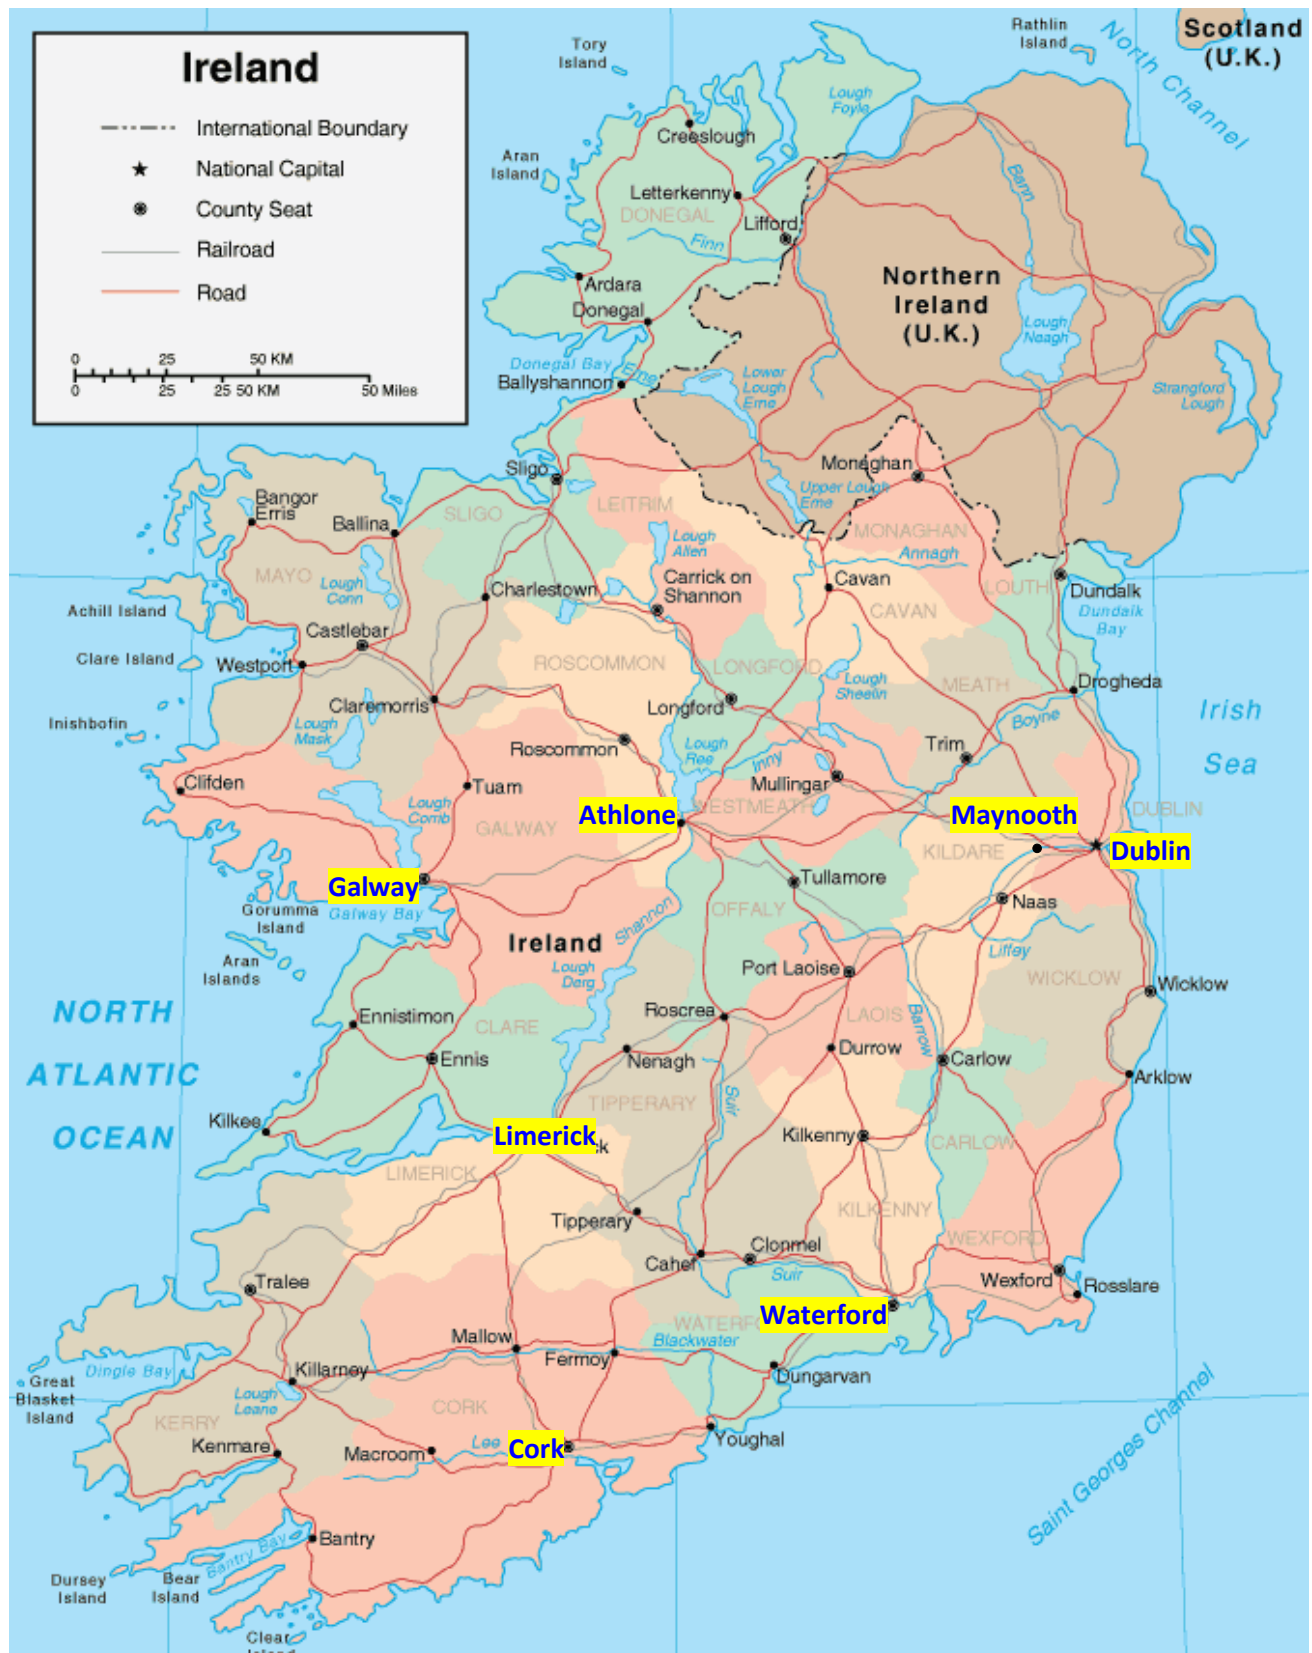 Ireland
International Boundary
National Capital
County Seat
Railroad
Road
0 25 50 KM
0 25 25 50 KM 50 Miles
Scotland
(U.K.)
Rathlin
Island
North Channel
Tory
Island
Lough
Foyle
Creeslough
Aran
Island
Letterkenny
DONEGAL
Lifford
Finn
Bann
Northern
Ireland
(U.K.)
Ardara
Donegal
Lough
Neagh
Donegal Bay
Erne
Ballyshannon
Lower
Lough
Erne
Strangford
Lough
Sligo
Monaghan
Upper Lough
Erne
LEITRIM
Bangor
Erris
Ballina
SLIGO
MONAGHAN
Annagh
MAYO
Lough
Conn
Lough
Allen
Charlestown
Carrick on
Shannon
Cavan
CAVAN
LOUTH
Dundalk
Dundalk
Bay
Achill Island
Castlebar
Clare Island
Westport
ROSCOMMON
LONGFORD
Lough
Sheelin
MEATH
Drogheda
Inishbofin
Claremorris
Longford
Boyne
Irish
Sea
Lough
Mask
Roscommon
Lough
Ree
Inny
Trim
Mullingar
Clifden
Tuam
Lough
Corrib
WESTMEATH
Athlone
Maynooth
DUBLIN
GALWAY
KILDARE
Dublin
Galway
Tullamore
Gorumma
Island
Galway Bay
OFFALY
Naas
Shannon
Ireland
Liffey
Aran
Islands
Lough
Derg
Port Laoise
WICKLOW
Wicklow
NORTH
ATLANTIC
OCEAN
Ennistimon
CLARE
Roscrea
LAOIS
Barrow
Ennis
Nenagh
Durrow
Carlow
Arklow
Suir
TIPPERARY
Kilkee
Limerick
k
Kilkenny
CARLOW
LIMERICK
Tipperary
KILKENNY
WEXFORD
Cahef
Clonmel
Suir
Wexford
Rosslare
Tralee
Waterford
WATERFO
Mallow
Blackwater
Fermoy
Dingle Bay
Killarney
Dungarvan
Great
Blasket
Island
Lough
Leane
CORK
KERRY
Kenmare
Macroom
Lee
Cork
Youghal
Saint Georges Channel
Bantry
Bantry Bay
Dursey
Island
Bear
Island
Clear
Island